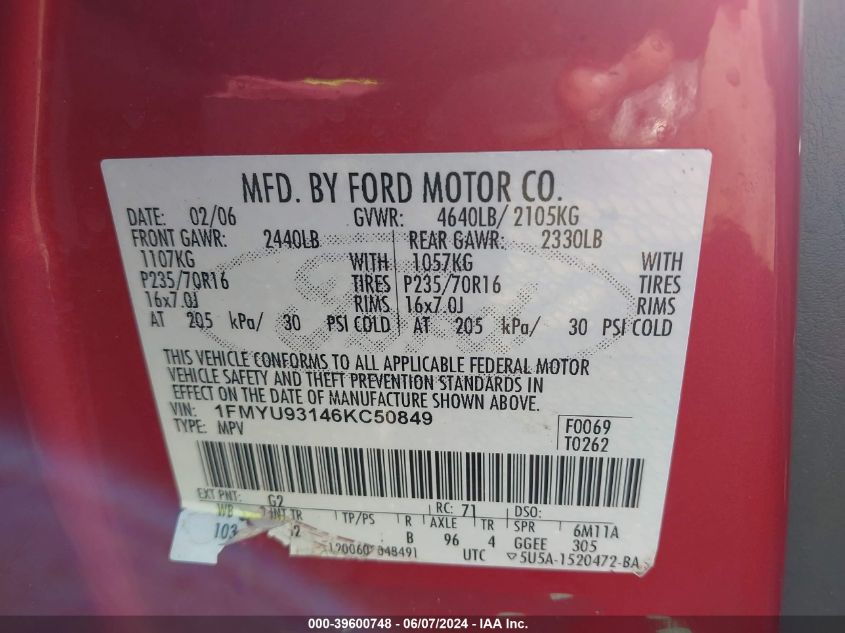 MFD. BY FORD MOTOR CO.
DATE: 02/06 GVWR: 4640LB/ 2105KG
FRONT GAWR: 2440LB REAR GAWR: 2330LB
1107KG WITH 1057KG WITH
P235/70R16 TIRES P235/70R16 TIRES
16x7.0J RIMS 16x7.0J RIMS
AT 205 kPa/ 30 PSI COLD AT 205 kPa/ 30 PSI COLD
THIS VEHICLE CONFORMS TO ALL APPLICABLE FEDERAL MOTOR
VEHICLE SAFETY AND THEFT PREVENTION STANDARDS IN
EFFECT ON THE DATE OF MANUFACTURE SHOWN ABOVE.
VIN: 1FMYU93146KC50849
TYPE: MPV
F0069
T0262
EXT PNT: G2 RC: 71 DSO:
WB INT TR TP/PS R AXLE TR SPR 6M11A
103 2 B 96 4 GGEE 305
048491 UTC ▽5U5A-1520472-BA
000-39600748 - 06/07/2024 - IAA Inc.